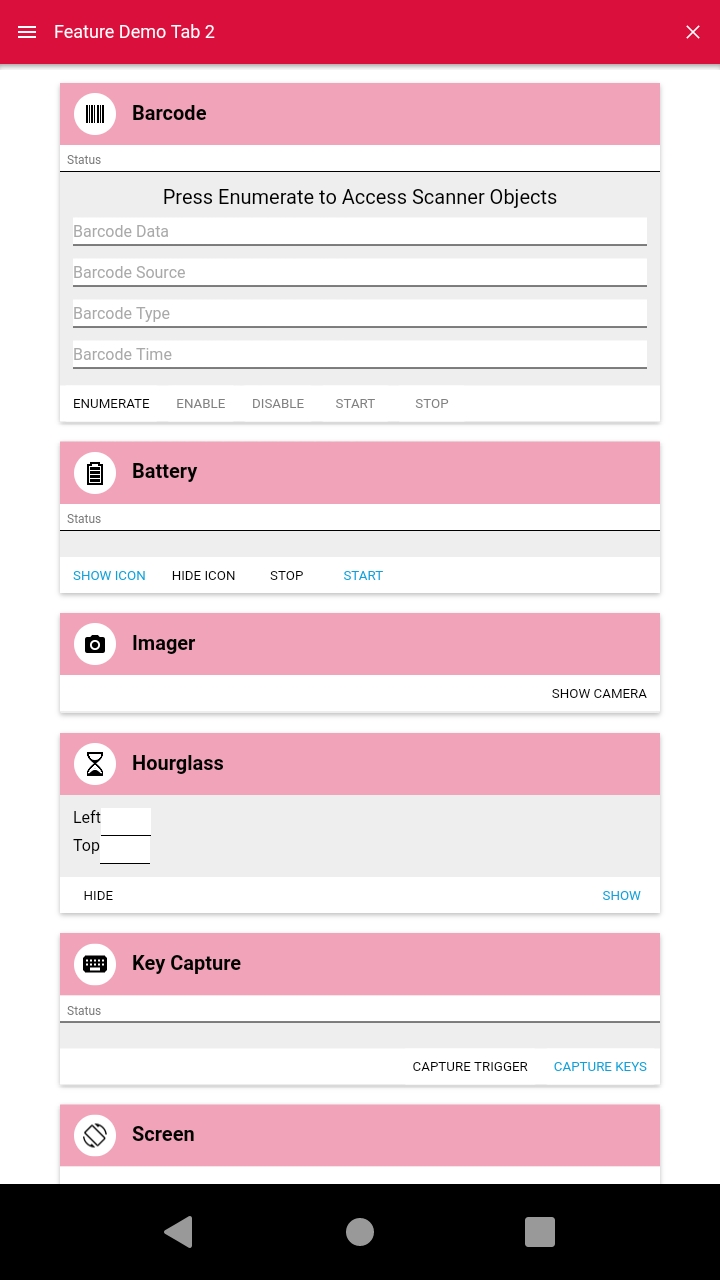 Feature Demo Tab 2
Barcode
Status
Press Enumerate to Access Scanner Objects
Barcode Data
Barcode Source
Barcode Type
Barcode Time
ENUMERATE ENABLE DISABLE START STOP
Battery
Status
SHOW ICON HIDE ICON STOP START
Imager
SHOW CAMERA
Hourglass
Left
Top
HIDE SHOW
Key Capture
Status
CAPTURE TRIGGER CAPTURE KEYS
Screen